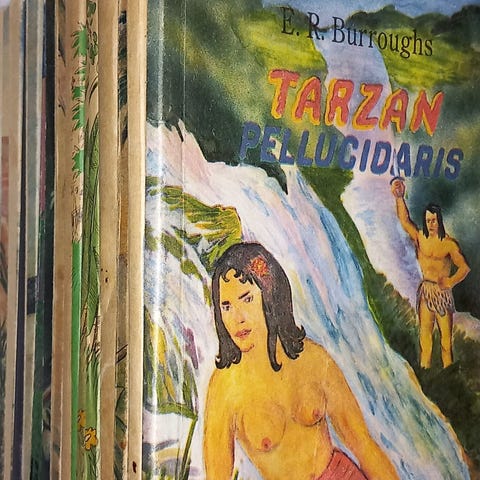 E. R. Burroughs
TARZAN
PELLUCIDARIS